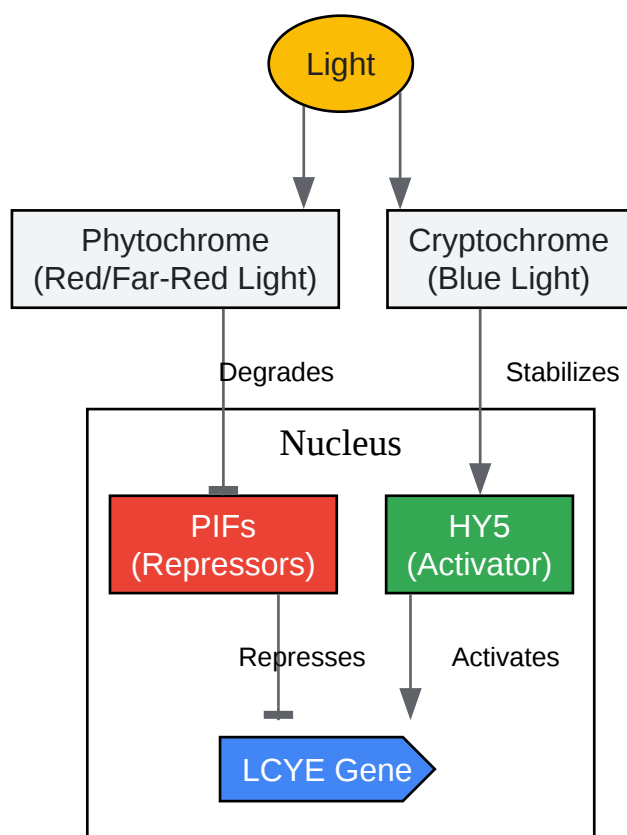 Light
Phytochrome
(Red/Far-Red Light)
Cryptochrome
(Blue Light)
Degrades
Stabilizes
Nucleus
PIFs
(Repressors)
HY5
(Activator)
Represses
Activates
LCYE Gene